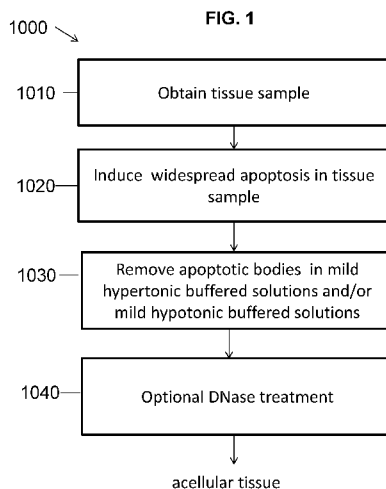 FIG. 1
1000
1010
Obtain tissue sample
1020
Induce widespread apoptosis in tissue
sample
1030
Remove apoptotic bodies in mild
hypertonic buffered solutions and/or
mild hypotonic buffered solutions
1040
Optional DNase treatment
acellular tissue